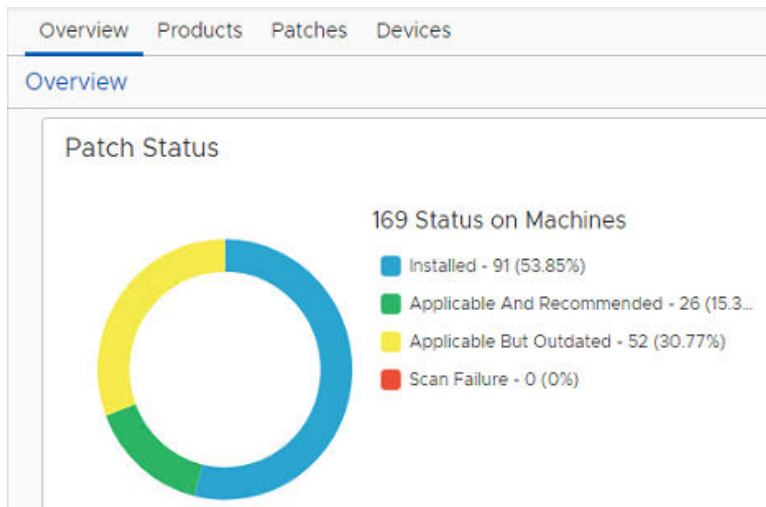 Overview Products Patches Devices
Overview
Patch Status
169 Status on Machines
Installed - 91 (53.85%)
Applicable And Recommended - 26 (15.3...
Applicable But Outdated - 52 (30.77%)
Scan Failure - 0 (0%)